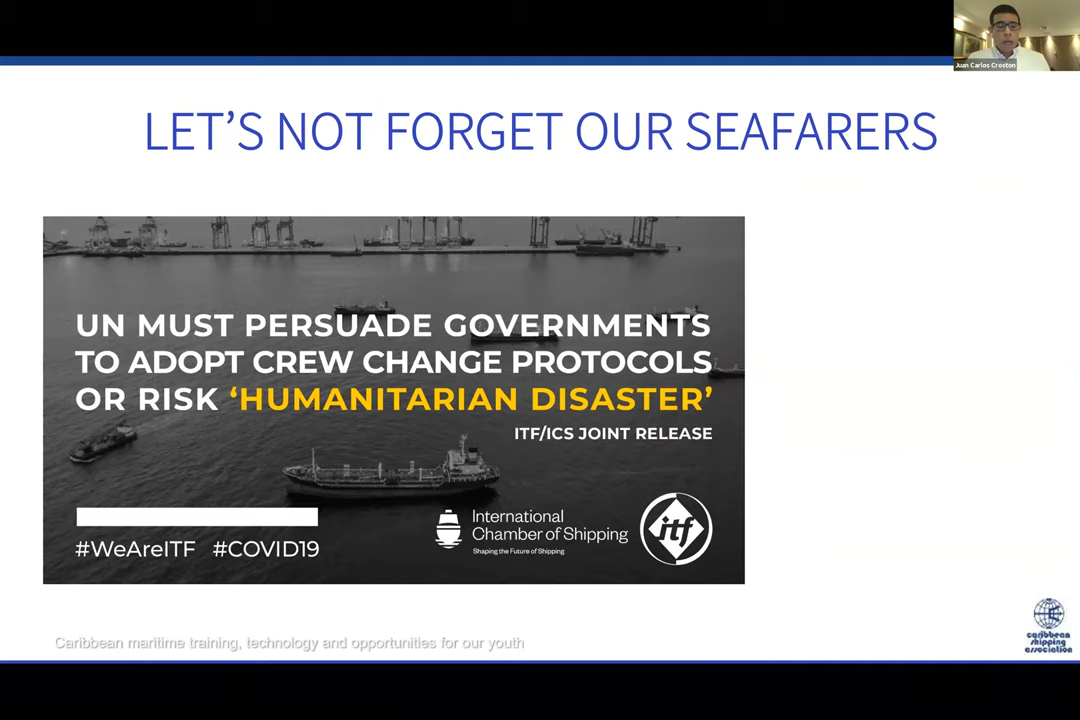 Juan Carlos Croston
LET'S NOT FORGET OUR SEAFARERS
UN MUST PERSUADE GOVERNMENTS
TO ADOPT CREW CHANGE PROTOCOLS
OR RISK ‘HUMANITARIAN DISASTER’
ITF/ICS JOINT RELEASE
International
Chamber of Shipping
Shaping the Future of Shipping
itf
#WeAreITF #COVID19
Caribbean maritime training, technology and opportunities for our youth
caribbean
shipping
association